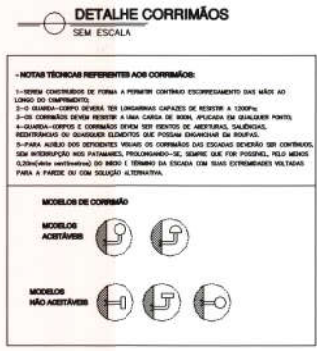 DETALHE CORRIMÃOS
SEM ESCALA
- NOTAS TÉCNICAS REFERENTES AOS CORRIMÃOS:
1-SEREM CONSTRUÍDOS DE FORMA A PERMITIR CONTÍNUO ESCORREGAMENTO DAS MÃOS AO
LONGO DO COMPRIMENTO;
2-O GUARDA-CORPO DEVERÁ TER LONGARINAS CAPAZES DE RESISTIR A 1200Pa;
3-OS CORRIMÃOS DEVEM RESISTIR A UMA CARGA DE 900N, APLICADA EM QUALQUER PONTO;
4-GUARDA-CORPOS E CORRIMÃOS DEVEM SER ISENTOS DE ABERTURAS, SALIÊNCIAS,
REENTRÂNCIAS OU QUAISQUER ELEMENTOS QUE POSSAM ENGANCHAR EM ROUPAS.
5-PARA AUXÍLIO DOS DEFICIENTES VISUAIS OS CORRIMÃOS DAS ESCADAS DEVERÃO SER CONTÍNUOS,
SEM INTERRUPÇÃO NOS PATAMARES, PROLONGANDO-SE, SEMPRE QUE FOR POSSÍVEL, PELO MENOS
0,20m(vinte centímetros) DO INÍCIO E TÉRMINO DA ESCADA COM SUAS EXTREMIDADES VOLTADAS
PARA A PAREDE OU COM SOLUÇÃO ALTERNATIVA.
MODELOS DE CORRIMÃO
MODELOS
ACEITÁVEIS
MODELOS
NÃO ACEITÁVEIS